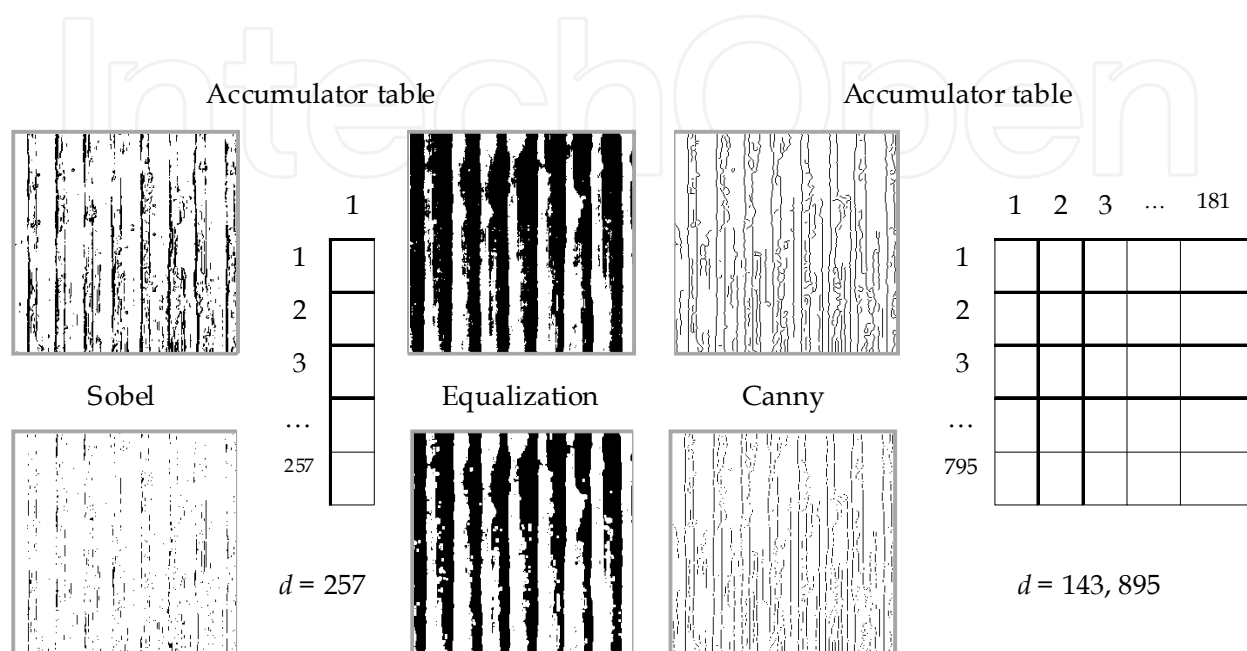 IntechOpen
Accumulator table
Accumulator table
1
1
2
3
…
257
1 2 3 … 181
1
2
3
…
795
Sobel
Equalization
Canny
d = 257
d = 143, 895